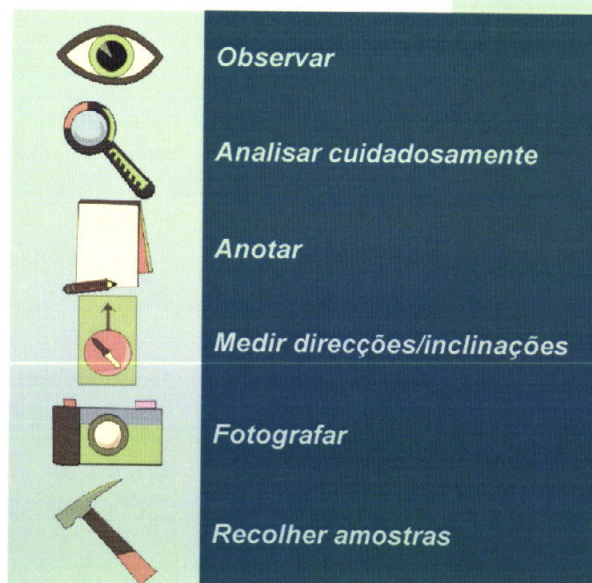 Observar
Analisar cuidadosamente
Anotar
Medir direcções/inclinações
Fotografar
Recolher amostras